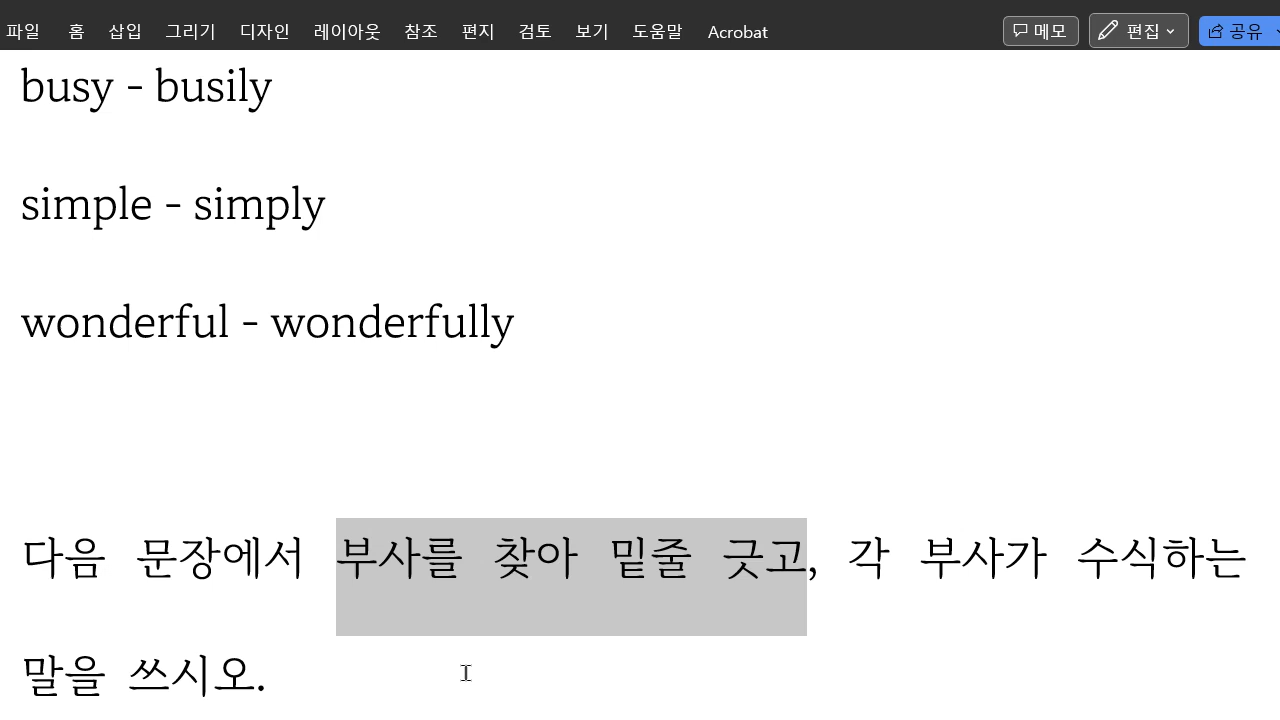 파일 홈 삽입 그리기 디자인 레이아웃 참조 편지 검토 보기 도움말 Acrobat 메모 편집 공유
busy - busily
simple - simply
wonderful - wonderfully
다음 문장에서 부사를 찾아 밑줄 긋고, 각 부사가 수식하는
말을 쓰시오.